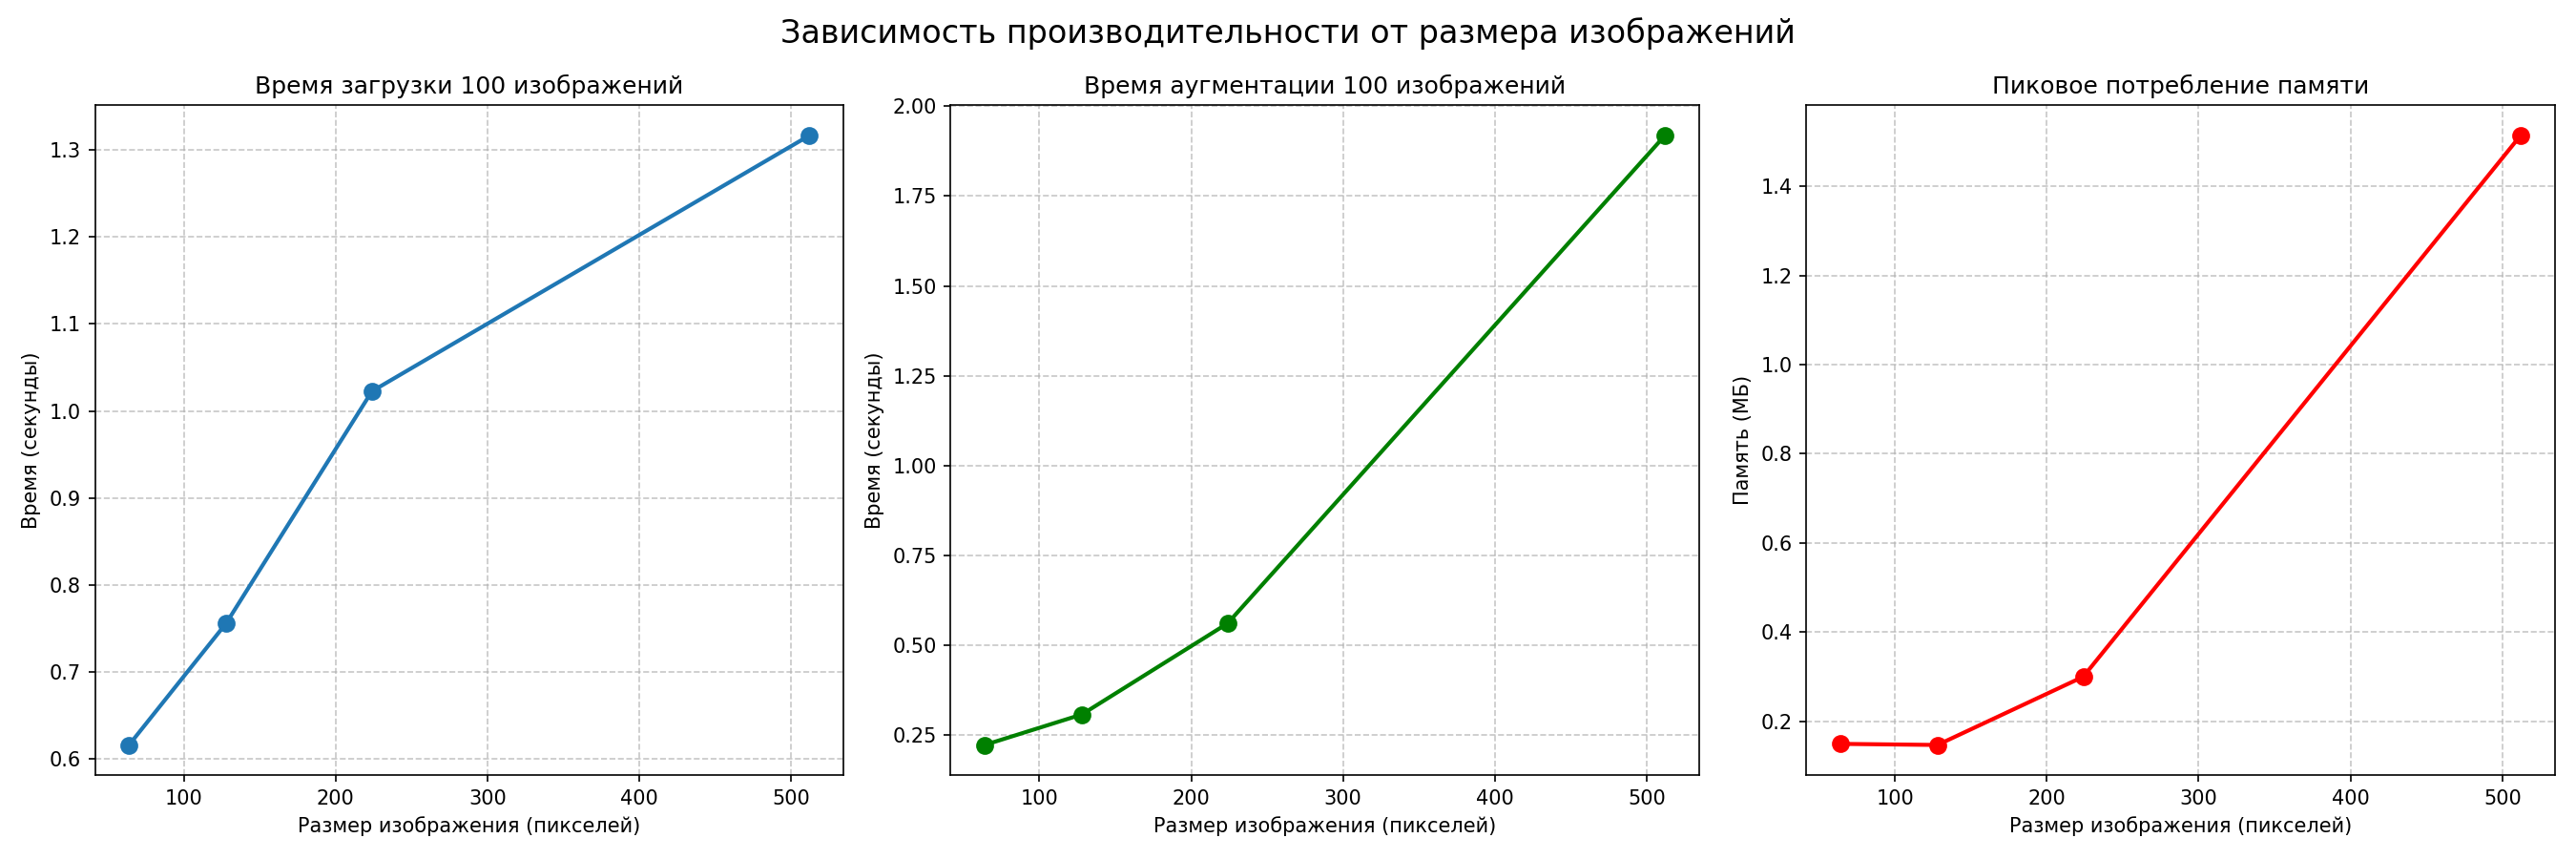 Зависимость производительности от размера изображений
Время загрузки 100 изображений
1.3
1.2
1.1
1.0
0.9
0.8
0.7
0.6
Время (секунды)
100 200 300 400 500
Размер изображения (пикселей)
Время аугментации 100 изображений
2.00
1.75
1.50
1.25
1.00
0.75
0.50
0.25
Время (секунды)
100 200 300 400 500
Размер изображения (пикселей)
Пиковое потребление памяти
1.4
1.2
1.0
0.8
0.6
0.4
0.2
Память (МБ)
100 200 300 400 500
Размер изображения (пикселей)